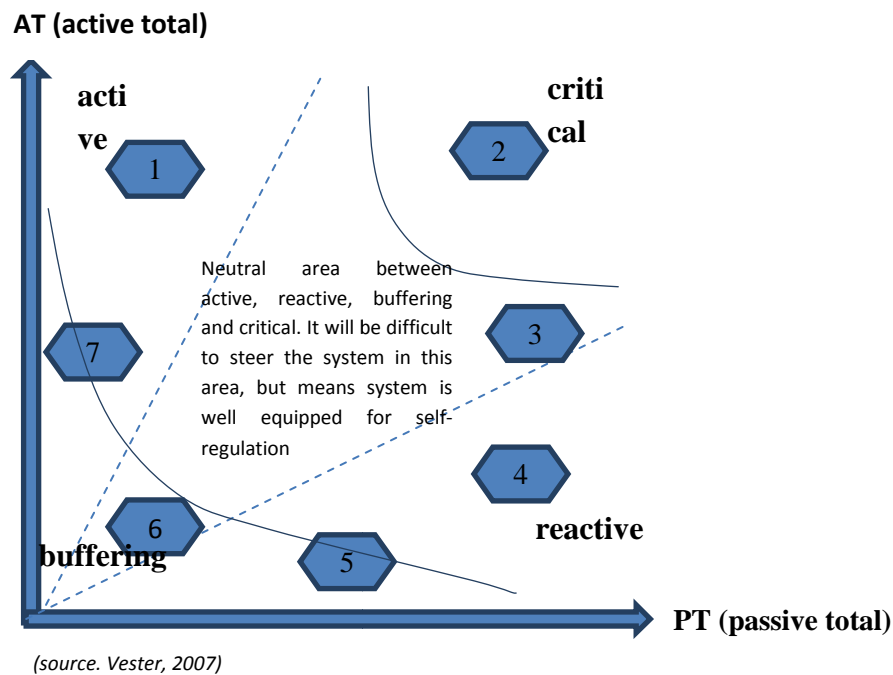 AT (active total)
acti
ve
criti
cal
1
2
Neutral area between
active, reactive, buffering
and critical. It will be difficult
to steer the system in this
area, but means system is
well equipped for self-
regulation
3
7
4
reactive
6
buffering
5
PT (passive total)
(source. Vester, 2007)